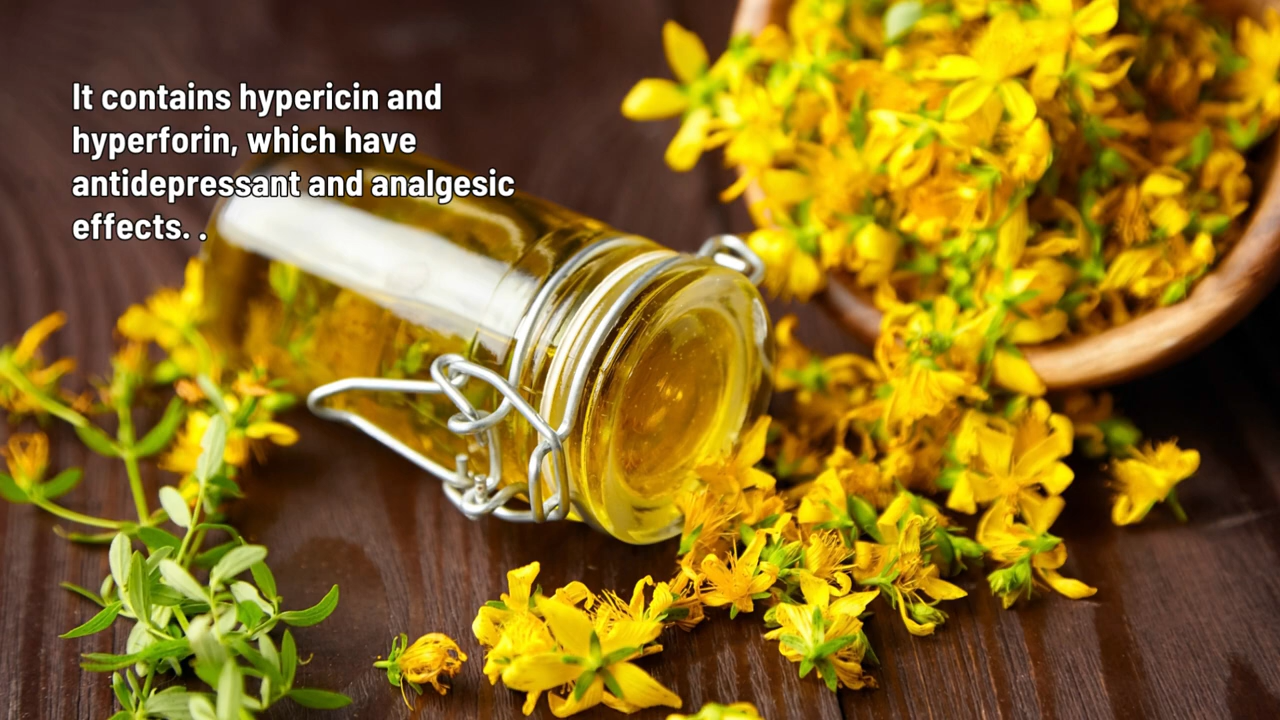 It contains hypericin and
hyperforin, which have
antidepressant and analgesic
effects. .